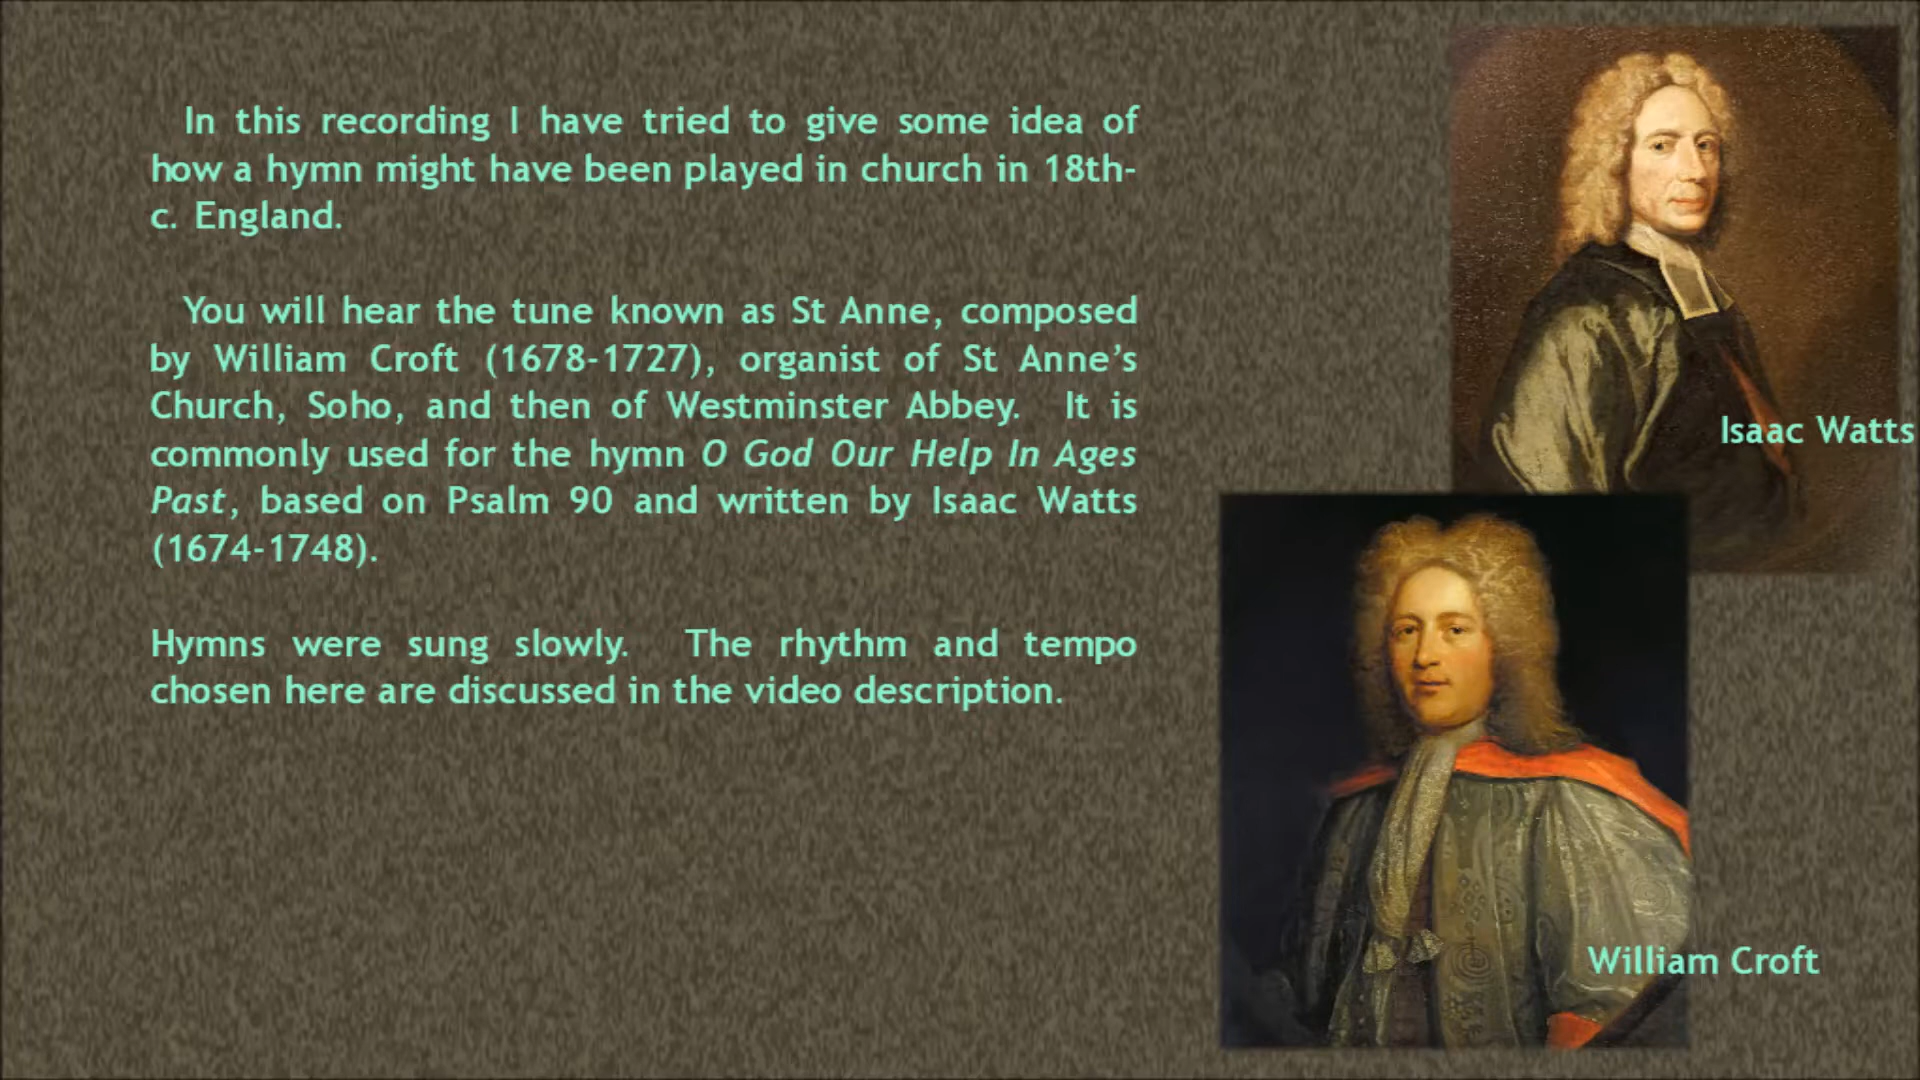 In this recording I have tried to give some idea of
how a hymn might have been played in church in 18th-
c. England.
You will hear the tune known as St Anne, composed
by William Croft (1678-1727), organist of St Anne's
Church, Soho, and then of Westminster Abbey. It is
commonly used for the hymn O God Our Help In Ages
Past, based on Psalm 90 and written by Isaac Watts
(1674-1748).
Hymns were sung slowly. The rhythm and tempo
chosen here are discussed in the video description.
Isaac Watts
William Croft